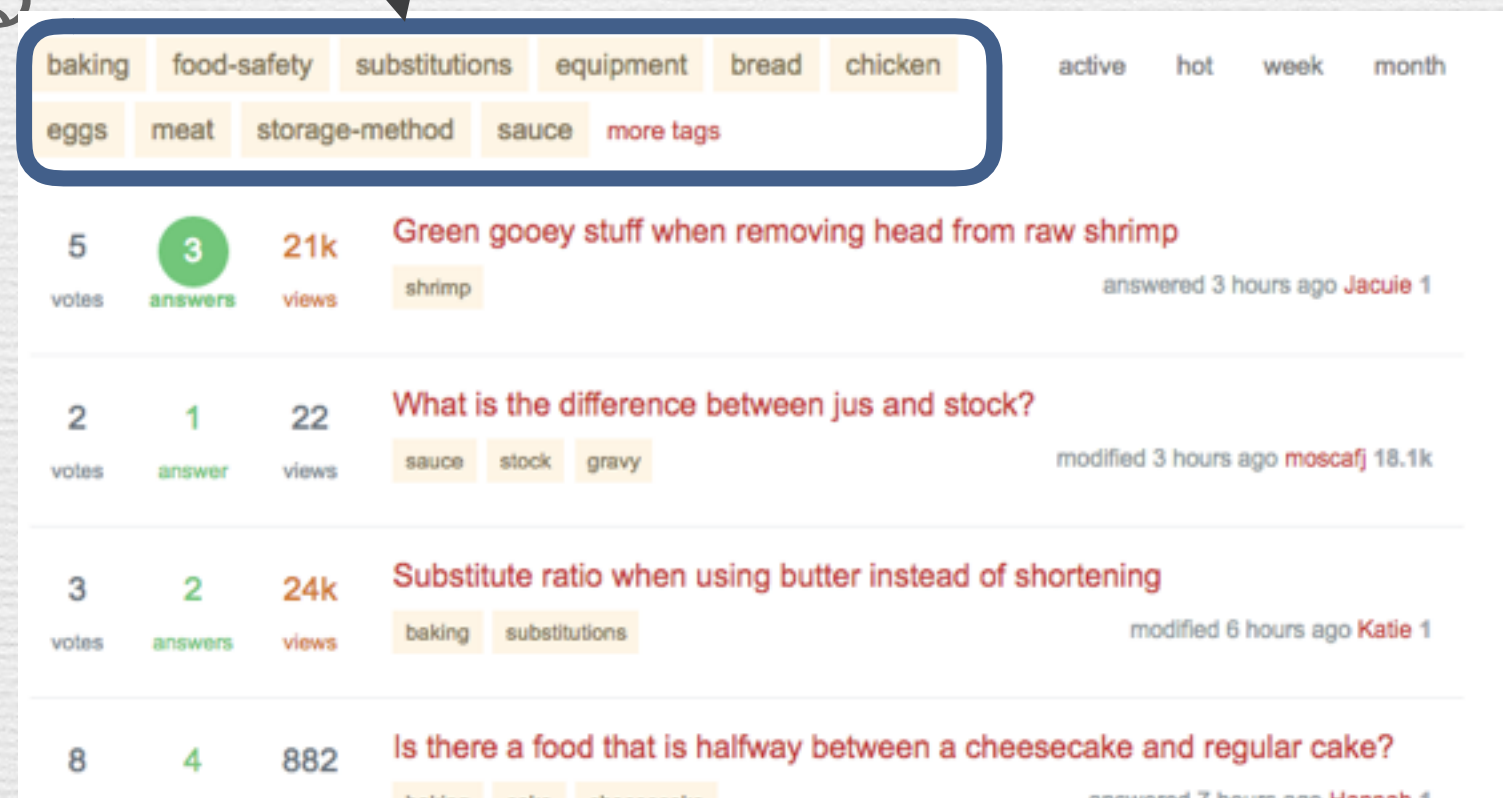 baking food-safety substitutions equipment bread chicken active hot week month
eggs meat storage-method sauce more tags
5 3 21k Green gooey stuff when removing head from raw shrimp
votes answers views shrimp answered 3 hours ago Jacuie 1
2 1 22 What is the difference between jus and stock?
votes answer views sauce stock gravy modified 3 hours ago moscafj 18.1k
3 2 24k Substitute ratio when using butter instead of shortening
votes answers views baking substitutions modified 6 hours ago Katie 1
8 4 882 Is there a food that is halfway between a cheesecake and regular cake?